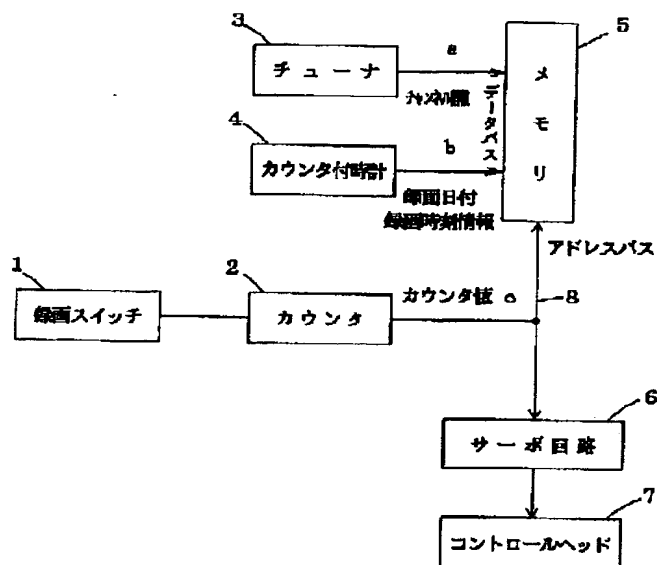 3
チューナ
a
チャンネル情報
データバス
メモリ
5
4
カウンタ付時計
b
録画日付
録画時刻情報
アドレスバス
1
録画スイッチ
2
カウンタ
カウンタ値 c
8
6
サーボ回路
7
コントロールヘッド